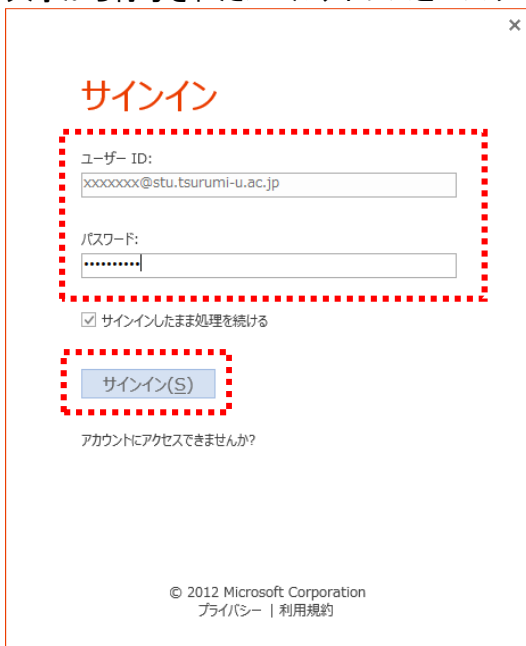 ×
サインイン
ユーザー ID:
xxxxxxx@stu.tsurumi-u.ac.jp
パスワード:
••••••••••
サインインしたまま処理を続ける
サインイン(S)
アカウントにアクセスできませんか?
© 2012 Microsoft Corporation
プライバシー | 利用規約